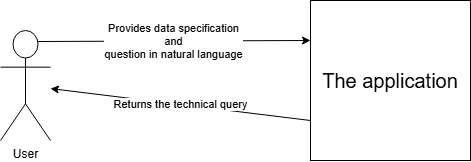 Provides data specification
and
question in natural language
The application
Returns the technical query
User